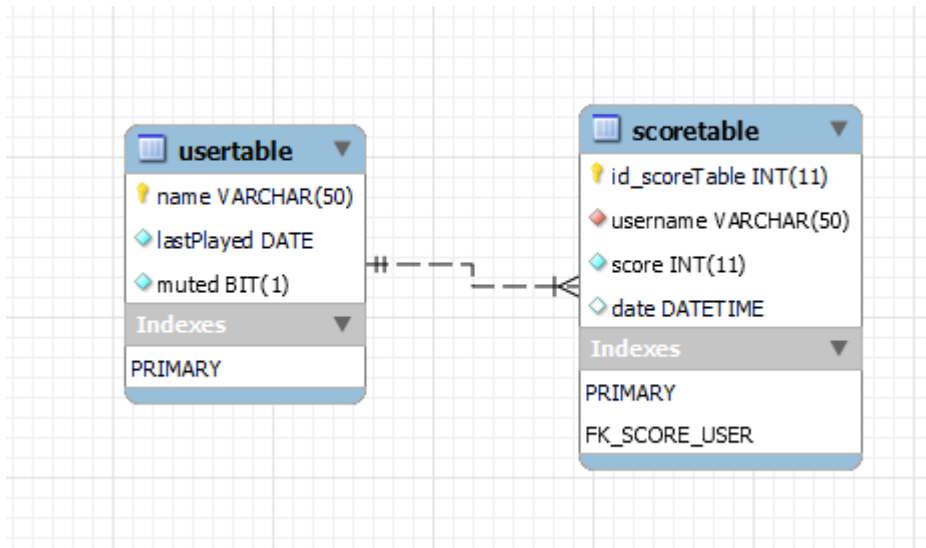 usertable
name VARCHAR(50)
lastPlayed DATE
muted BIT(1)
Indexes
PRIMARY
scoretable
id_scoreTable INT(11)
username VARCHAR(50)
score INT(11)
date DATETIME
Indexes
PRIMARY
FK_SCORE_USER